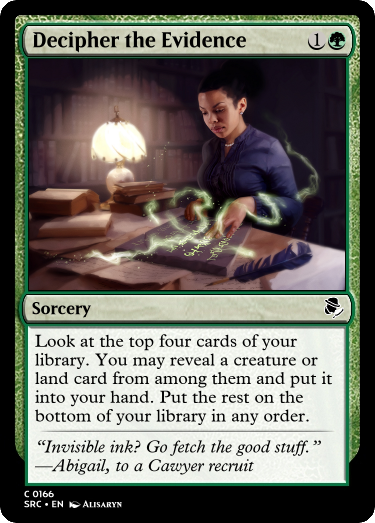 Decipher the Evidence 1
Sorcery
Look at the top four cards of your
library. You may reveal a creature or
land card from among them and put it
into your hand. Put the rest on the
bottom of your library in any order.
“Invisible ink? Go fetch the good stuff.”
—Abigail, to a Cawyer recruit
C 0166
SRC • EN Alisaryn